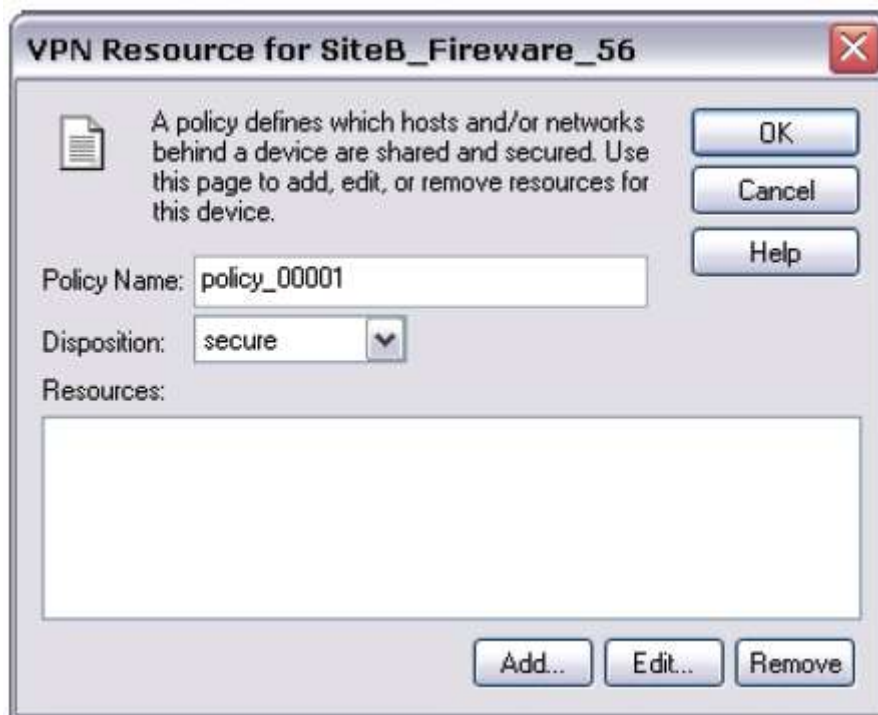 VPN Resource for SiteB_Fireware_56
A policy defines which hosts and/or networks
behind a device are shared and secured. Use
this page to add, edit, or remove resources for
this device.
OK
Cancel
Help
Policy Name: policy_00001
Disposition: secure
Resources:
Add... Edit... Remove